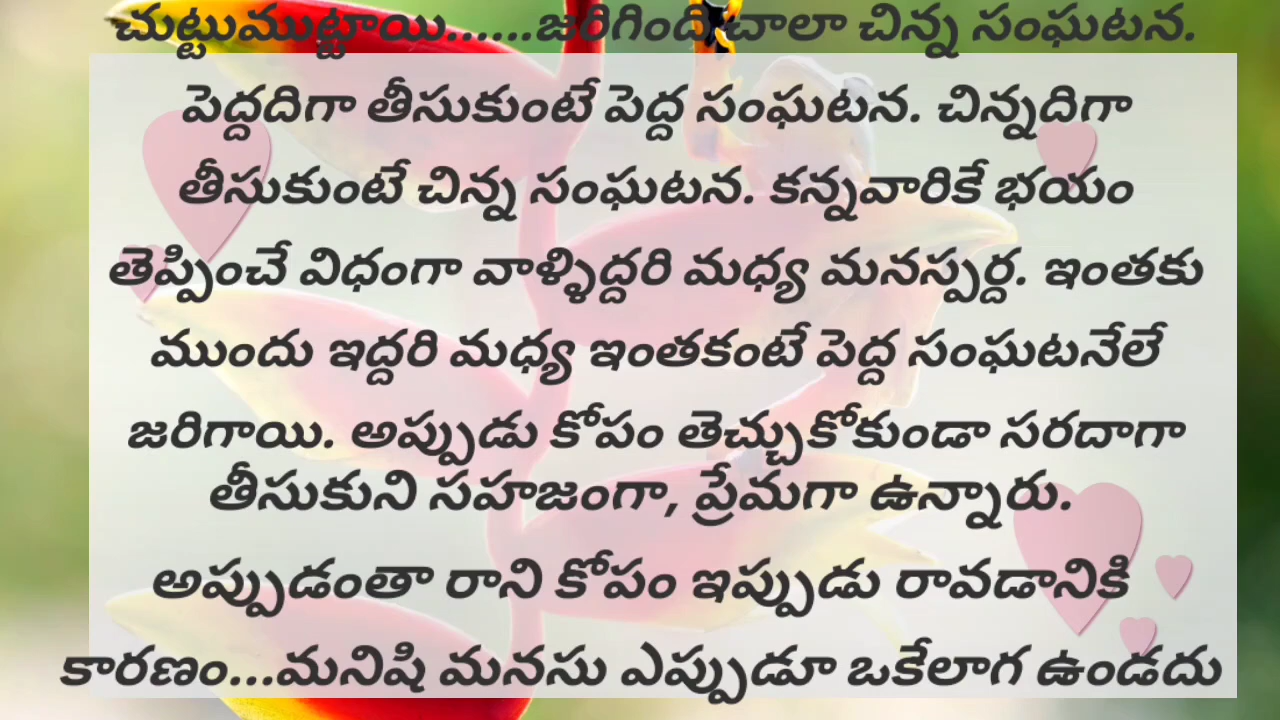 చుట్టుముట్టాయి......జరిగింది చాలా చిన్న సంఘటన.
పెద్దదిగా తీసుకుంటే పెద్ద సంఘటన. చిన్నదిగా
తీసుకుంటే చిన్న సంఘటన. కన్నవారికే భయం
తెప్పించే విధంగా వాళ్ళిద్దరి మధ్య మనస్పర్ద. ఇంతకు
ముందు ఇద్దరి మధ్య ఇంతకంటే పెద్ద సంఘటనేలే
జరిగాయి. అప్పుడు కోపం తెచ్చుకోకుండా సరదాగా
తీసుకుని సహజంగా, ప్రేమగా ఉన్నారు.
అప్పుడంతా రాని కోపం ఇప్పుడు రావడానికి
కారణం...మనిషి మనసు ఎప్పుడూ ఒకేలాగ ఉండదు